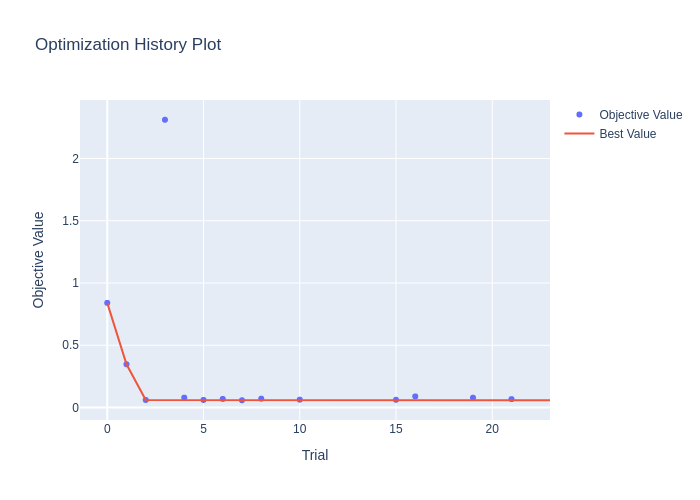 Optimization History Plot
Objective Value
Best Value
2
1.5
1
0.5
0
Objective Value
0 5 10 15 20
Trial